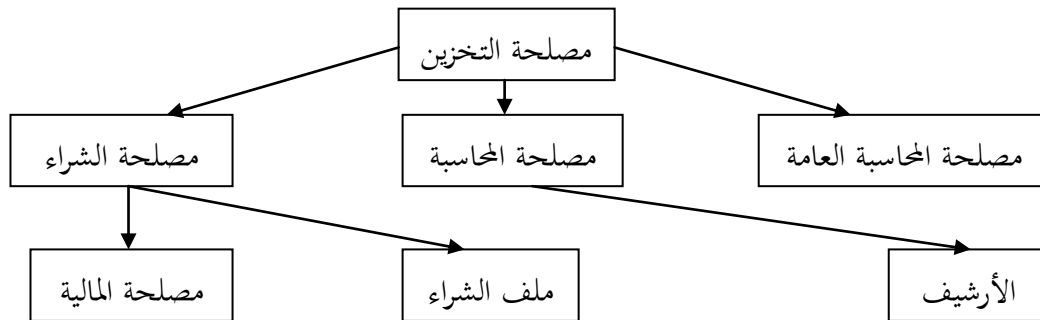 مصلحة التخزين
مصلحة المحاسبة العامة
مصلحة المحاسبة
مصلحة الشراء
الأرشيف
ملف الشراء
مصلحة المالية